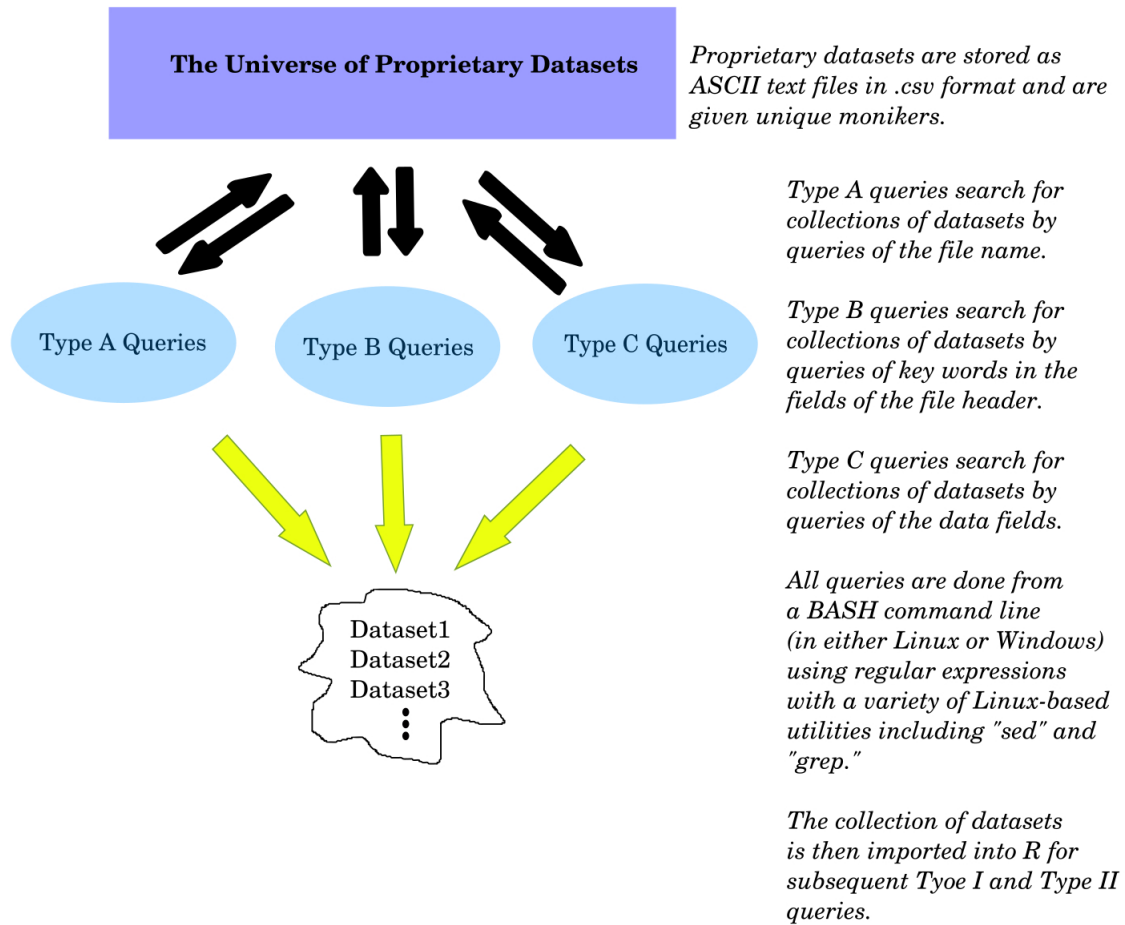 The Universe of Proprietary Datasets
Proprietary datasets are stored as
ASCII text files in .csv format and are
given unique monikers.
Type A queries search for
collections of datasets by
queries of the file name.
Type B queries search for
collections of datasets by
queries of key words in the
fields of the file header.
Type C queries search for
collections of datasets by
queries of the data fields.
All queries are done from
a BASH command line
(in either Linux or Windows)
using regular expressions
with a variety of Linux-based
utilities including "sed" and
"grep."
The collection of datasets
is then imported into R for
subsequent Tyoe I and Type II
queries.
Type A Queries
Type B Queries
Type C Queries
Dataset1
Dataset2
Dataset3